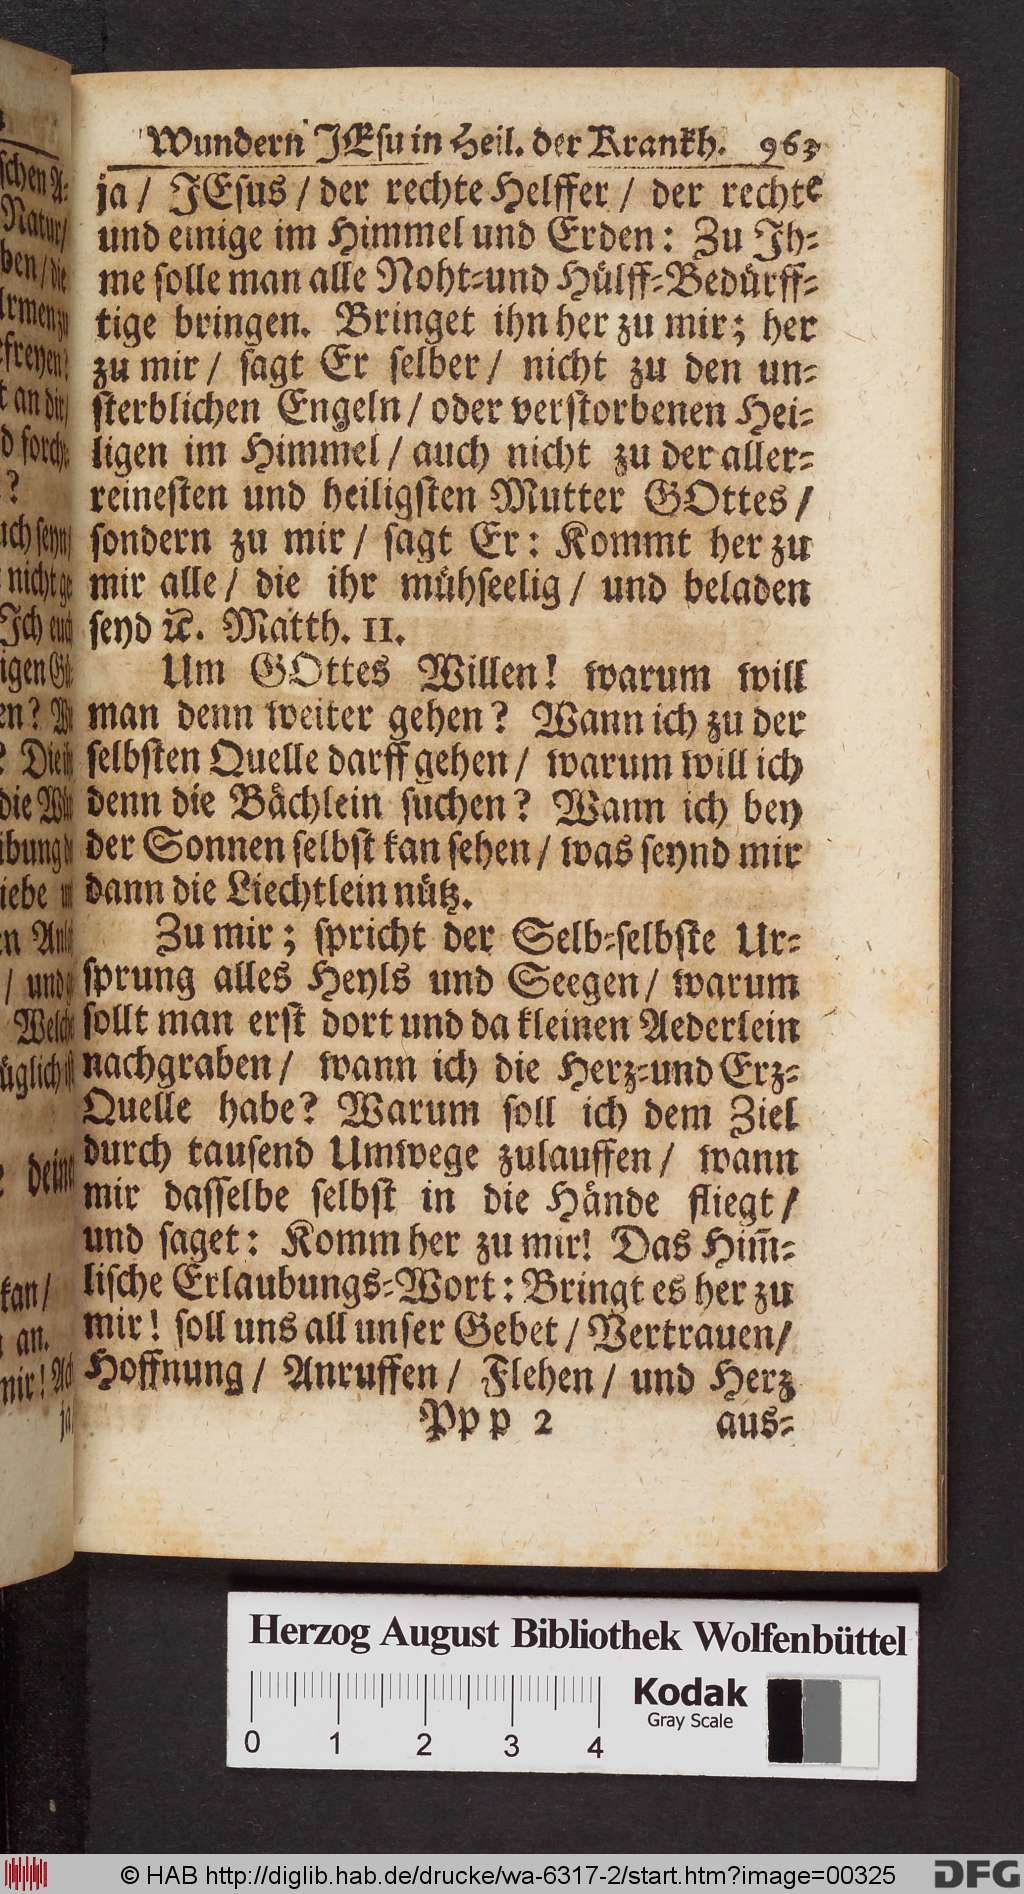 Wundern JEsu in Heil. der Krankh. 963
ja / JEsus / der rechte Helffer / der rechte
und einige im Himmel und Erden: Zu Jh-
me solle man alle Noht-und Hülff-Bedürff-
tige bringen. Bringet ihn her zu mir; her
zu mir / sagt Er selber / nicht zu den un-
sterblichen Engeln / oder verstorbenen Hei-
ligen im Himmel / auch nicht zu der aller-
reinesten und heiligsten Mutter GOttes /
sondern zu mir / sagt Er: Kommt her zu
mir alle / die ihr mühseelig / und beladen
seyd ꝛc. Matth. 11.
Um GOttes Willen! warum will
man denn weiter gehen? Wann ich zu der
selbsten Quelle darff gehen / warum will ich
denn die Bächlein suchen? Wann ich bey
der Sonnen selbst kan sehen / was seynd mir
dann die Liechtlein nütz.
Zu mir; spricht der Selb-selbste Ur-
sprung alles Heyls und Seegen / warum
sollt man erst dort und da kleinen Aederlein
nachgraben / wann ich die Herz-und Erz-
Quelle habe? Warum soll ich dem Ziel
durch tausend Umwege zulauffen / wann
mir dasselbe selbst in die Hände fliegt /
und saget: Komm her zu mir! Das Him̃-
lische Erlaubungs-Wort: Bringt es her zu
mir! soll uns all unser Gebet / Vertrauen /
Hoffnung / Anruffen / Flehen / und Herz
Ppp 2 aus-
Herzog August Bibliothek Wolfenbüttel
Kodak
Gray Scale
0 1 2 3 4
© HAB http://diglib.hab.de/drucke/wa-6317-2/start.htm?image=00325
DFG